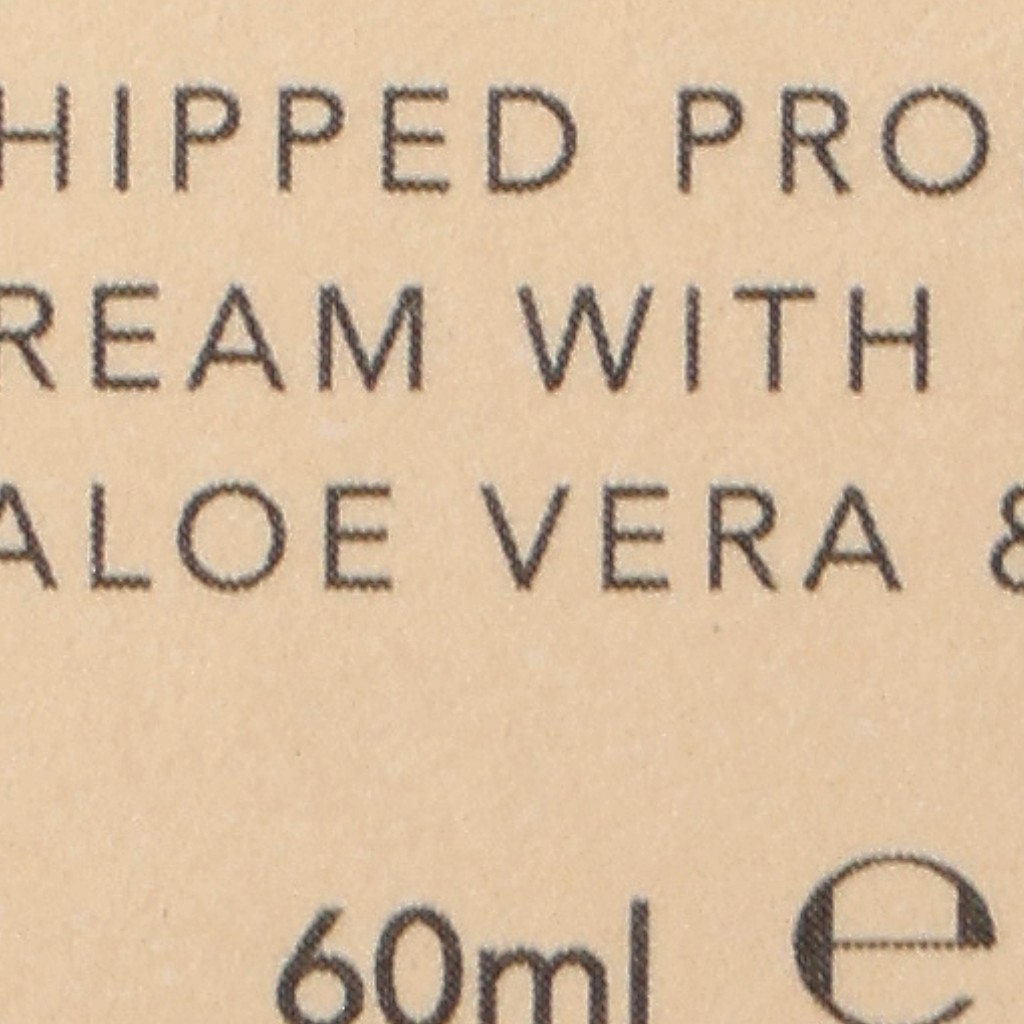 HIPPED PRO
REAM WITH
ALOE VERA &
60ml e